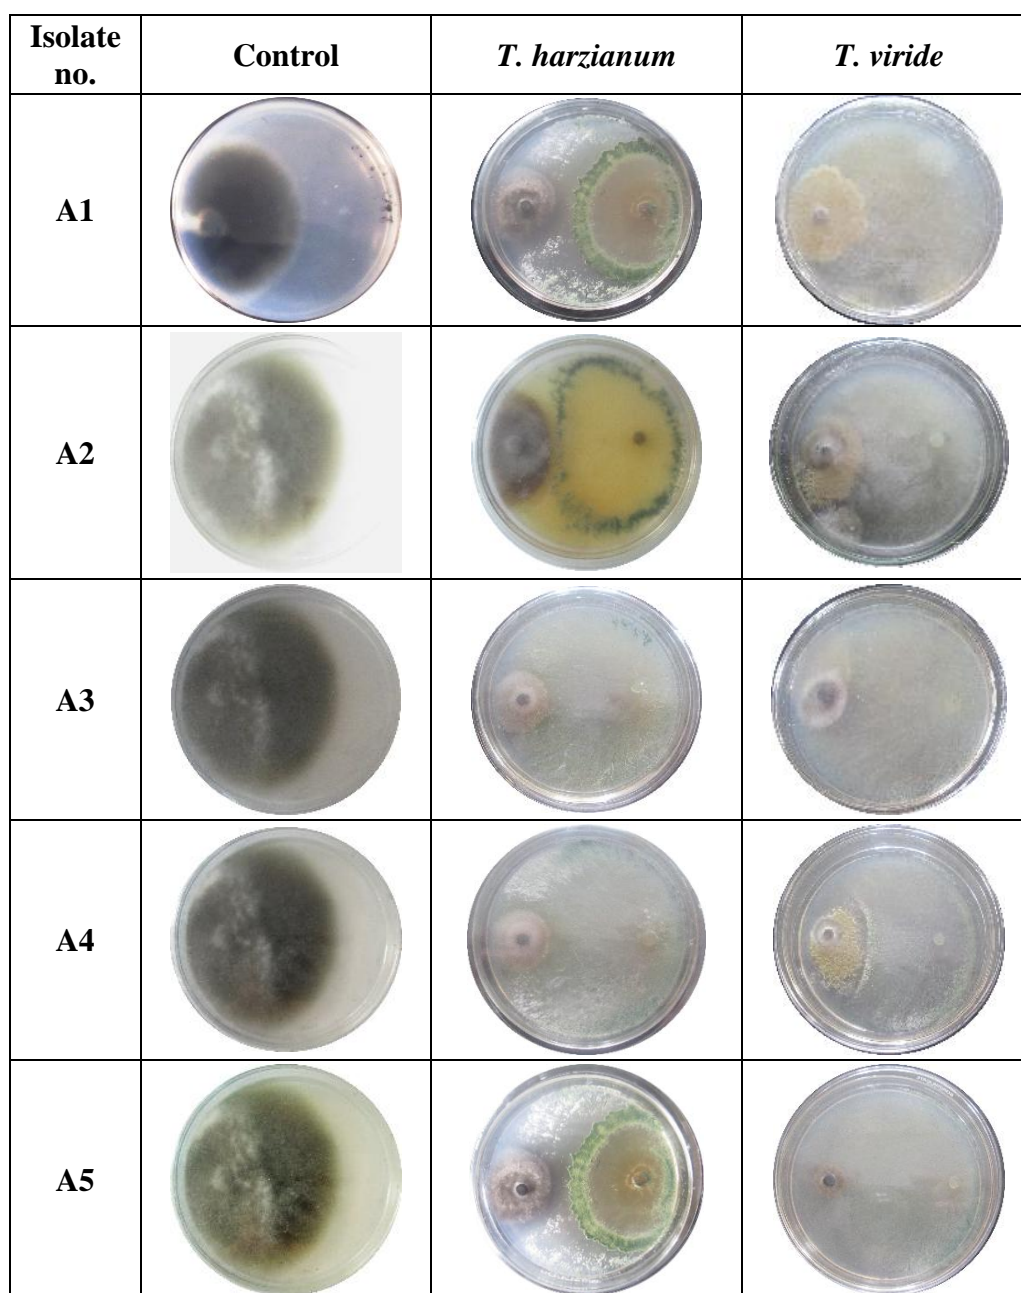 Isolate no.
Control
T. harzianum
T. viride
A1
A2
A3
A4
A5